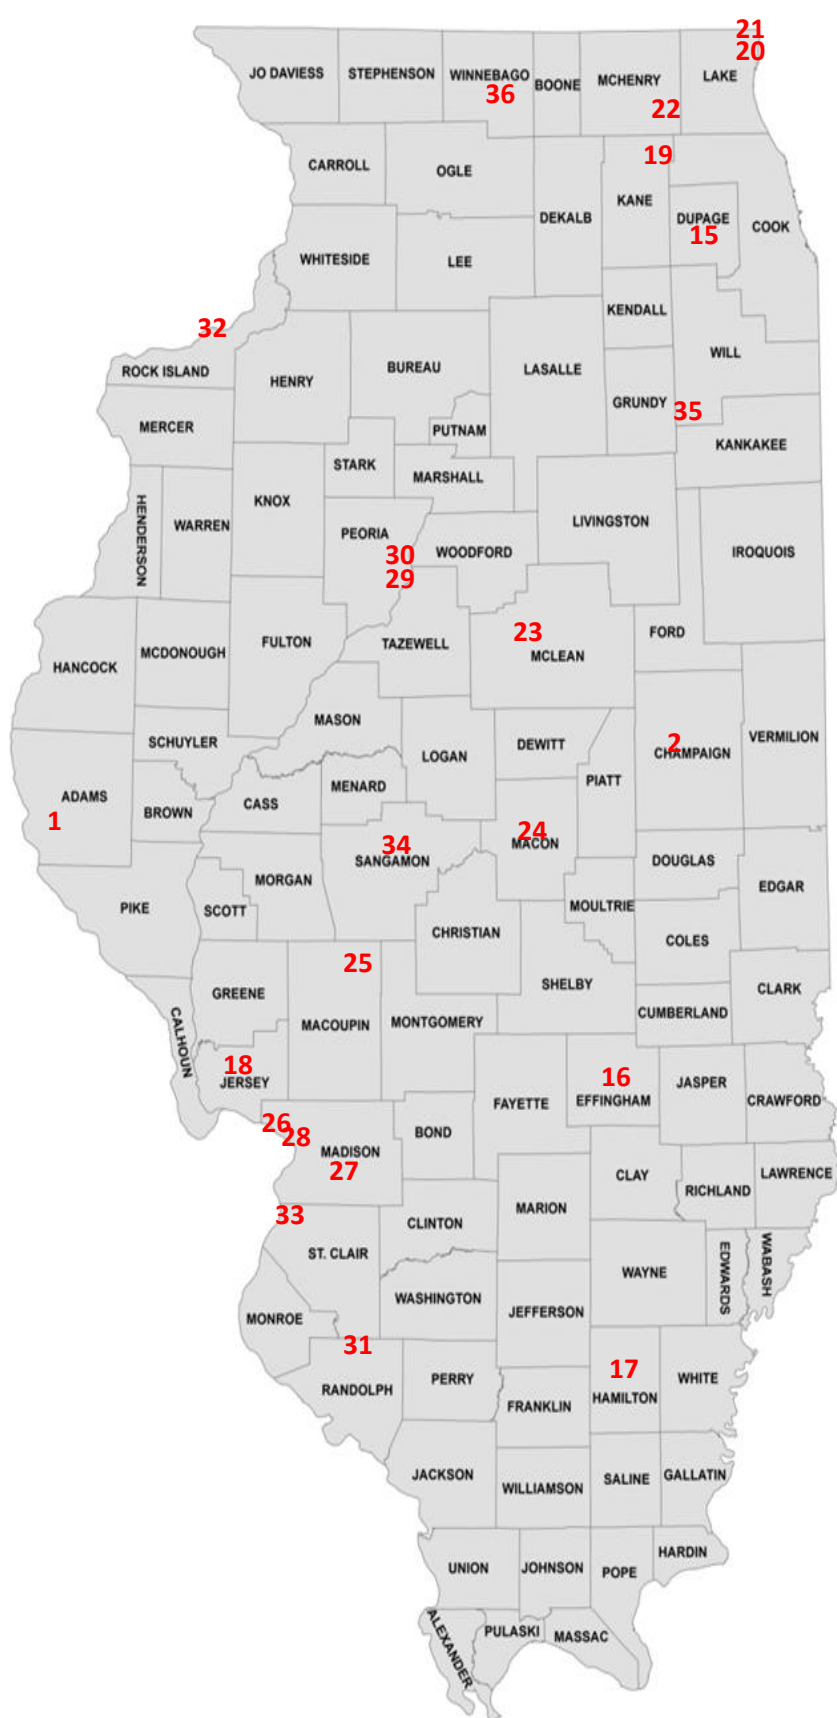 21
20
JO DAVIESS STEPHENSON WINNEBAGO BOONE MCHENRY LAKE
36 22
CARROLL OGLE DEKALB KANE 19
DUPAGE COOK
15
WHITESIDE LEE
32 KENDALL
ROCK ISLAND HENRY BUREAU LASALLE WILL
GRUNDY 35
MERCER PUTNAM KANKAKEE
STARK MARSHALL
HENDERSON WARREN KNOX PEORIA LIVINGSTON
30 WOODFORD IROQUOIS
29
23 FORD
HANCOCK MCDONOUGH FULTON TAZEWELL MCLEAN
MASON
SCHUYLER LOGAN DEWITT 2 VERMILION
CHAMPAIGN
ADAMS BROWN CASS MENARD PIATT
1
34 24
SANGAMON MACON
DOUGLAS EDGAR
PIKE SCOTT MORGAN MOULTRIE
CHRISTIAN COLES
25
GREENE SHELBY CLARK
CALHOUN MACOUPIN MONTGOMERY CUMBERLAND
18 16
JERSEY FAYETTE EFFINGHAM JASPER CRAWFORD
26
28 MADISON BOND
27 CLAY RICHLAND LAWRENCE
33 CLINTON MARION
ST. CLAIR WAYNE EDWARDS WABASH
MONROE WASHINGTON JEFFERSON
31 17
RANDOLPH PERRY FRANKLIN HAMILTON WHITE
JACKSON WILLIAMSON SALINE GALLATIN
UNION JOHNSON POPE HARDIN
ALEXANDER PULASKI MASSAC